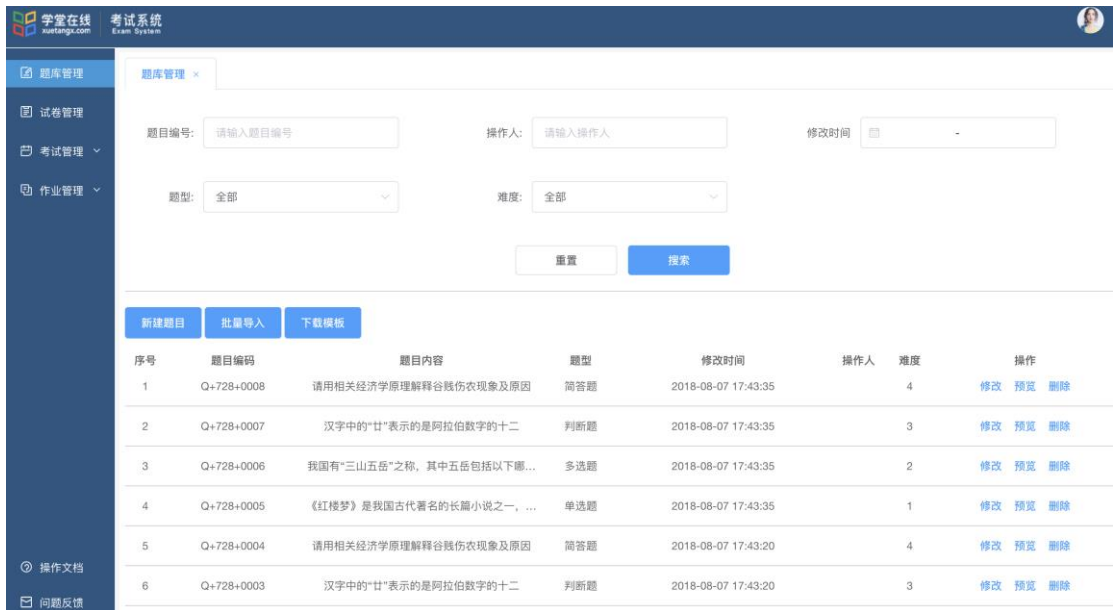 学堂在线 考试系统
xuetangx.com Exam System
题库管理
试卷管理
考试管理
作业管理
操作文档
问题反馈
题库管理 ×
题目编号: 请输入题目编号 操作人: 请输入操作人 修改时间 -
题型: 全部 难度: 全部
重置 搜索
新建题目 批量导入 下载模板
序号 题目编码 题目内容 题型 修改时间 操作人 难度 操作
1 Q+728+0008 请用相关经济学原理解释谷贱伤农现象及原因 简答题 2018-08-07 17:43:35 4 修改 预览 删除
2 Q+728+0007 汉字中的“廿”表示的是阿拉伯数字的十二 判断题 2018-08-07 17:43:35 3 修改 预览 删除
3 Q+728+0006 我国有“三山五岳”之称，其中五岳包括以下哪... 多选题 2018-08-07 17:43:35 2 修改 预览 删除
4 Q+728+0005 《红楼梦》是我国古代著名的长篇小说之一，... 单选题 2018-08-07 17:43:35 1 修改 预览 删除
5 Q+728+0004 请用相关经济学原理解释谷贱伤农现象及原因 简答题 2018-08-07 17:43:20 4 修改 预览 删除
6 Q+728+0003 汉字中的“廿”表示的是阿拉伯数字的十二 判断题 2018-08-07 17:43:20 3 修改 预览 删除